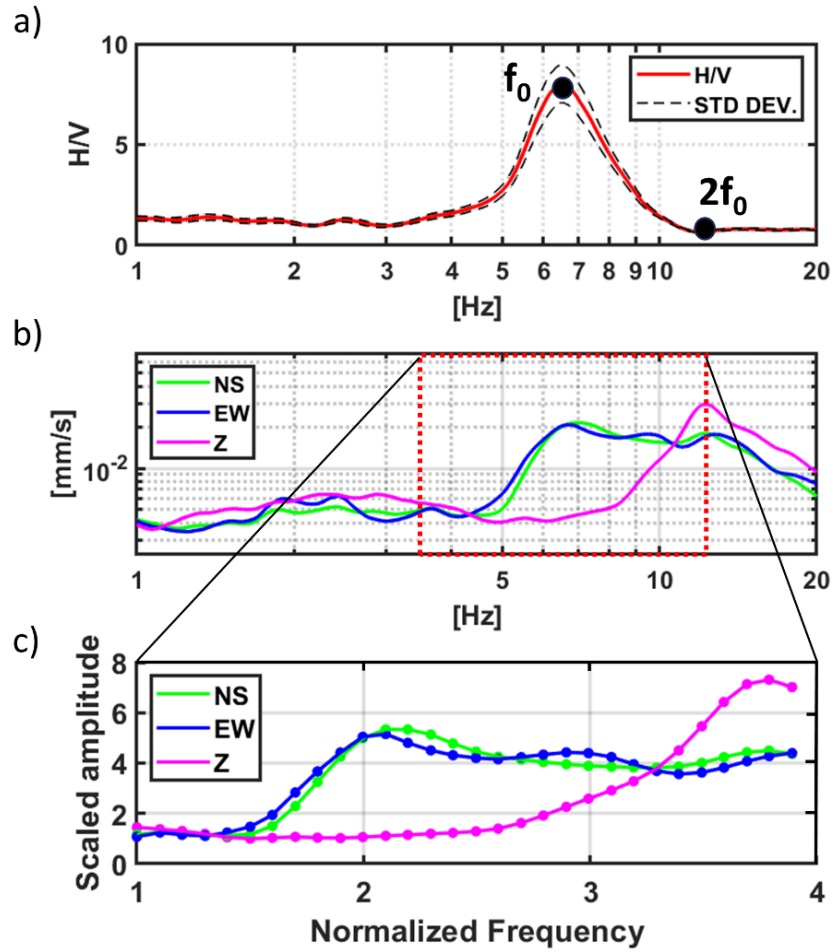 a)
10
5
0
H/V
f₀
2f₀
H/V
STD DEV.
1 2 3 4 5 6 7 8 9 10 20
[Hz]
b)
[mm/s]
10⁻²
NS
EW
Z
1 5 10 20
[Hz]
c)
Scaled amplitude
8
6
4
2
0
NS
EW
Z
1 2 3 4
Normalized Frequency